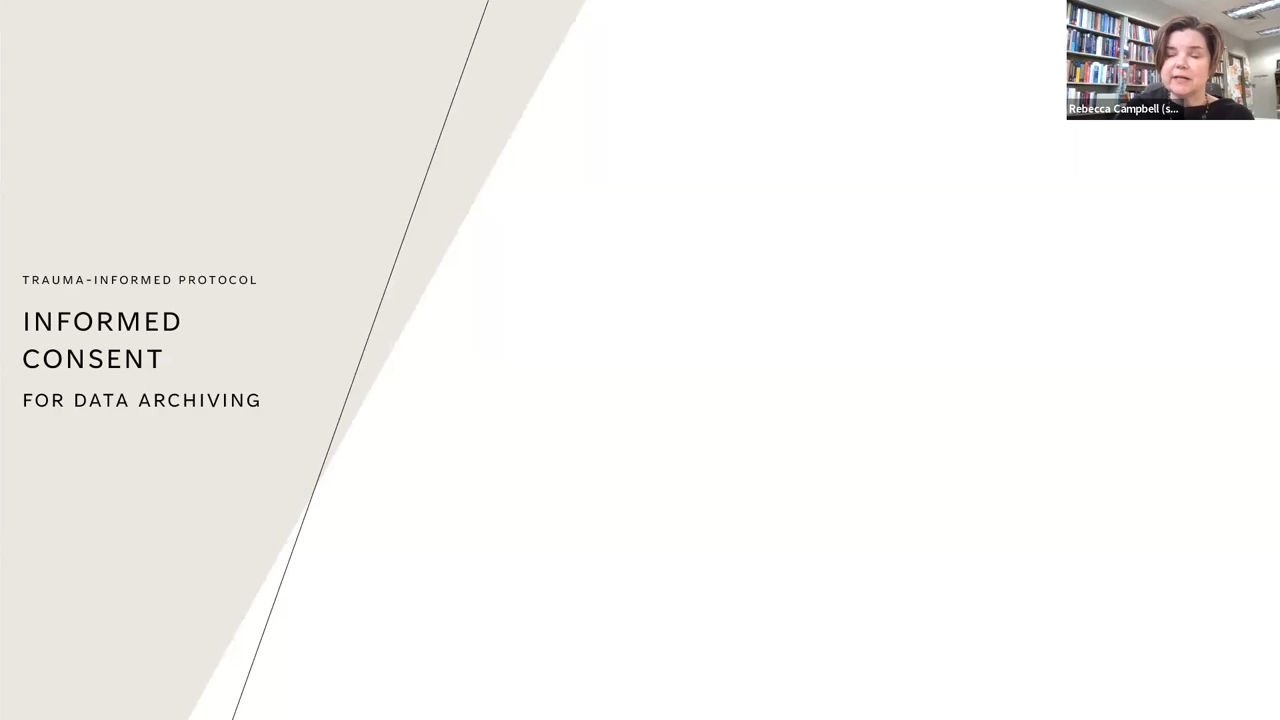 Rebecca Campbell (s...
TRAUMA-INFORMED PROTOCOL
INFORMED
CONSENT
FOR DATA ARCHIVING